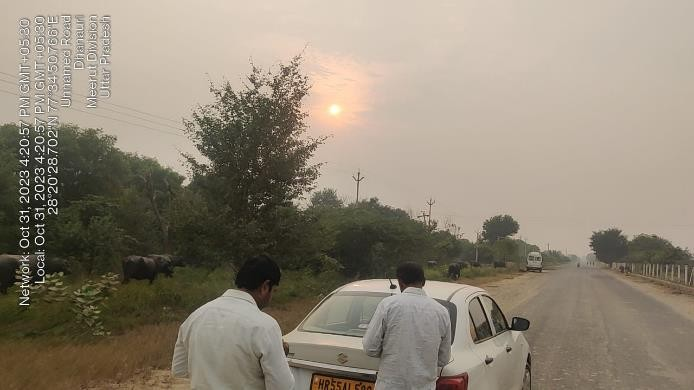 Network: Oct 31, 2023 4:20:57 PM GMT+05:30
Local: Oct 31, 2023 4:20:57 PM GMT+05:30
28°20'28.702"N 77°34'50.766"E
Unnamed Road
Dhanauri
Meerut Division
Uttar Pradesh